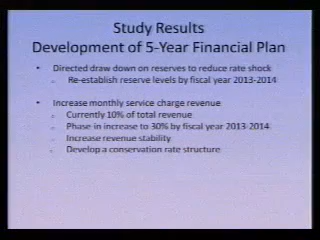 Study Results
Development of 5-Year Financial Plan
• Directed draw down on reserves to reduce rate shock
o Re-establish reserve levels by fiscal year 2013-2014
• Increase monthly service charge revenue
o Currently 10% of total revenue
o Phase in increase to 30% by fiscal year 2013-2014
o Increase revenue stability
o Develop a conservation rate structure